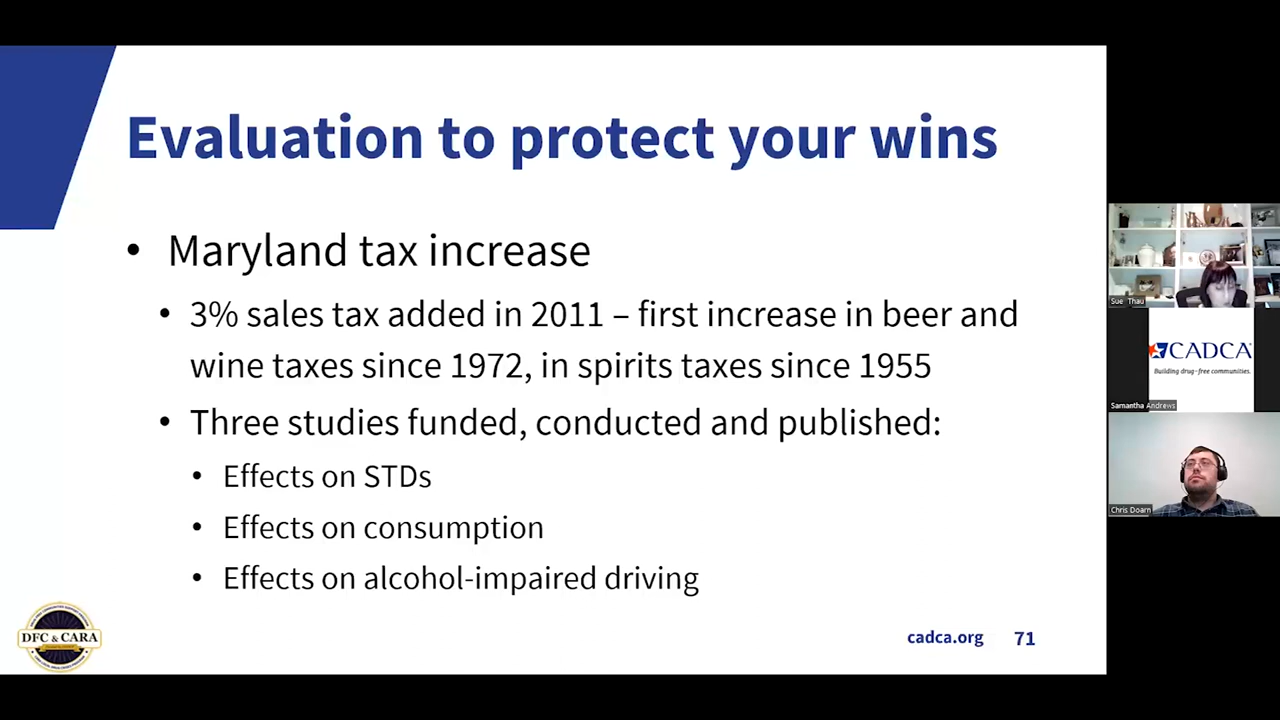 Evaluation to protect your wins
• Maryland tax increase
• 3% sales tax added in 2011 – first increase in beer and
wine taxes since 1972, in spirits taxes since 1955
• Three studies funded, conducted and published:
• Effects on STDs
• Effects on consumption
• Effects on alcohol-impaired driving
DFC & CARA
cadca.org 71
Sue Thau
CADCA
Building drug-free communities.
Samantha Andrews
Chris Doarn